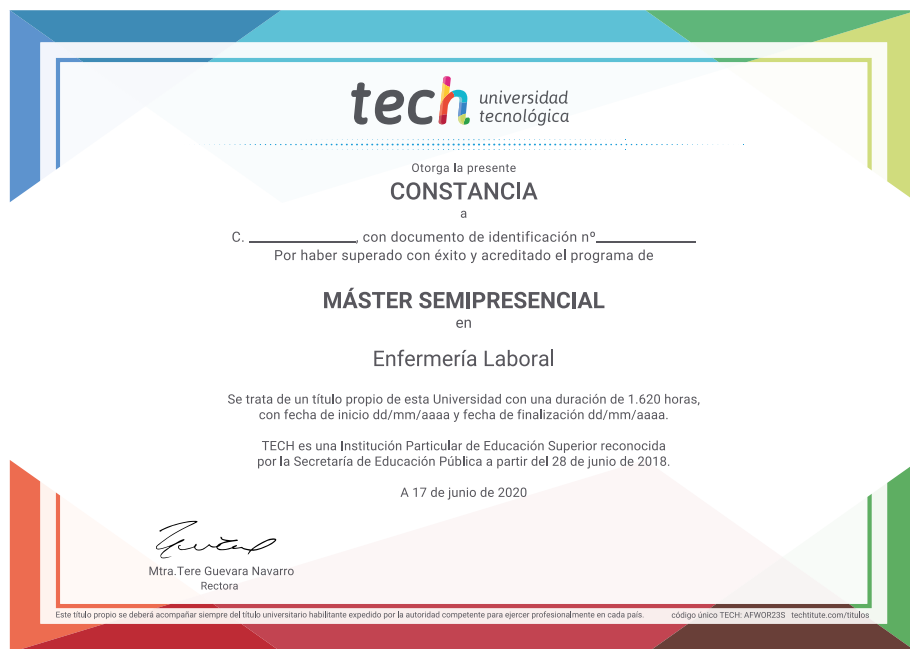 tech universidad
tecnológica
Otorga la presente
CONSTANCIA
a
C. ____________, con documento de identificación nº____________
Por haber superado con éxito y acreditado el programa de
MÁSTER SEMIPRESENCIAL
en
Enfermería Laboral
Se trata de un título propio de esta Universidad con una duración de 1.620 horas,
con fecha de inicio dd/mm/aaaa y fecha de finalización dd/mm/aaaa.
TECH es una Institución Particular de Educación Superior reconocida
por la Secretaría de Educación Pública a partir del 28 de junio de 2018.
A 17 de junio de 2020
Mtra.Tere Guevara Navarro
Rectora
Este título propio se deberá acompañar siempre del título universitario habilitante expedido por la autoridad competente para ejercer profesionalmente en cada país. código único TECH: AFWOR23S techtitute.com/titulos